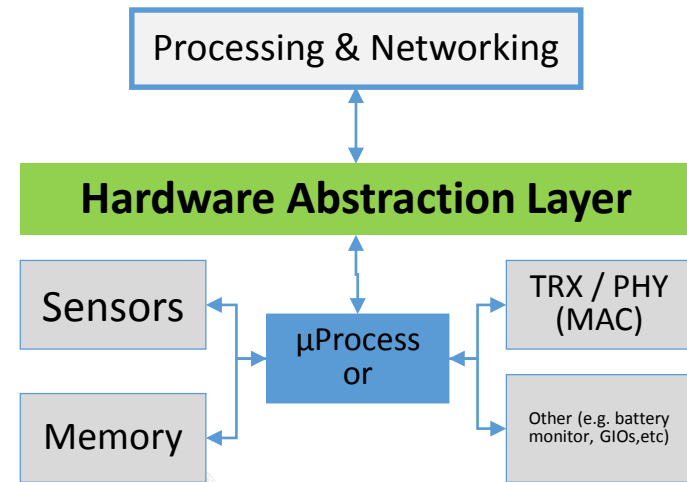 Processing & Networking
Hardware Abstraction Layer
Sensors
µProcess
or
TRX / PHY
(MAC)
Memory
Other (e.g. battery
monitor, GIOs,etc)